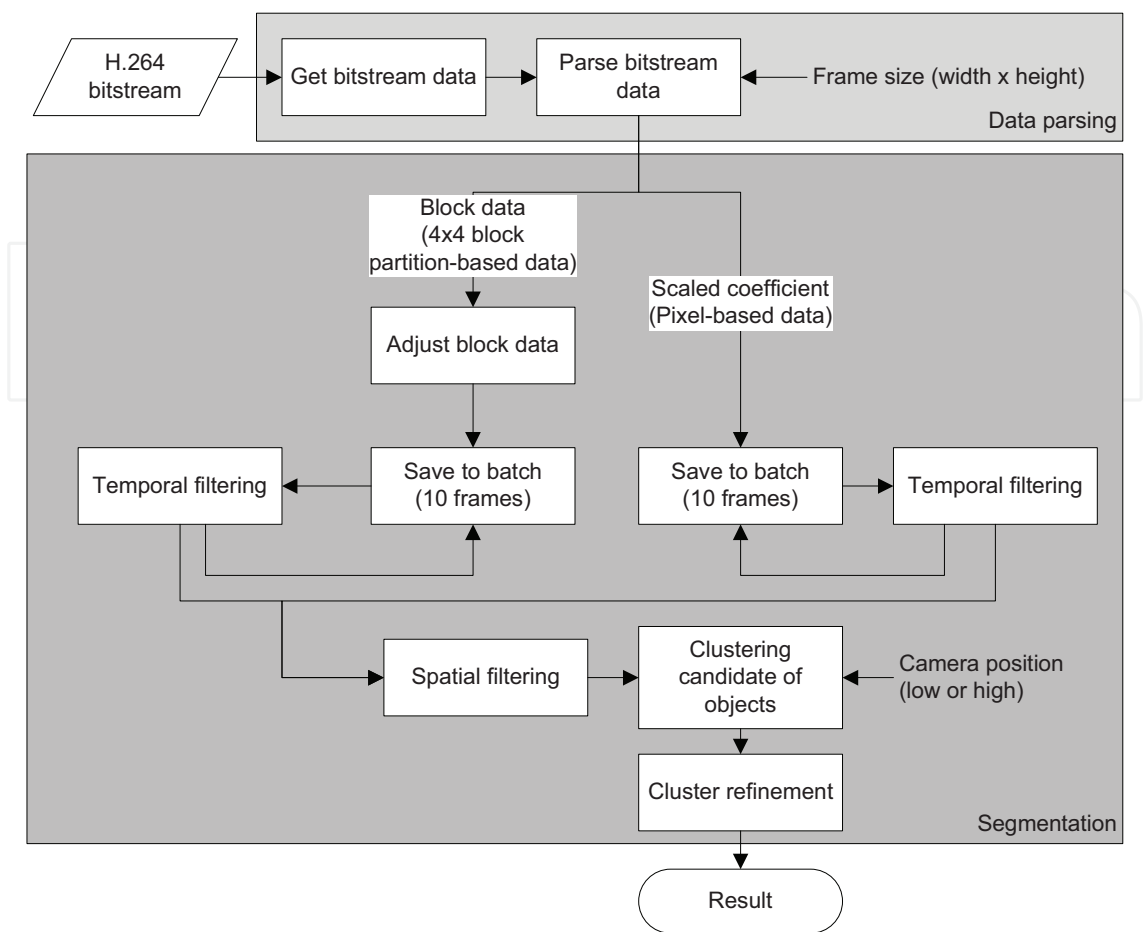 H.264
bitstream
Get bitstream data
Parse bitstream
data
Frame size (width x height)
Data parsing
Block data
(4x4 block
partition-based data)
Scaled coefficient
(Pixel-based data)
Adjust block data
Temporal filtering
Save to batch
(10 frames)
Save to batch
(10 frames)
Temporal filtering
Spatial filtering
Clustering
candidate of
objects
Camera position
(low or high)
Cluster refinement
Segmentation
Result